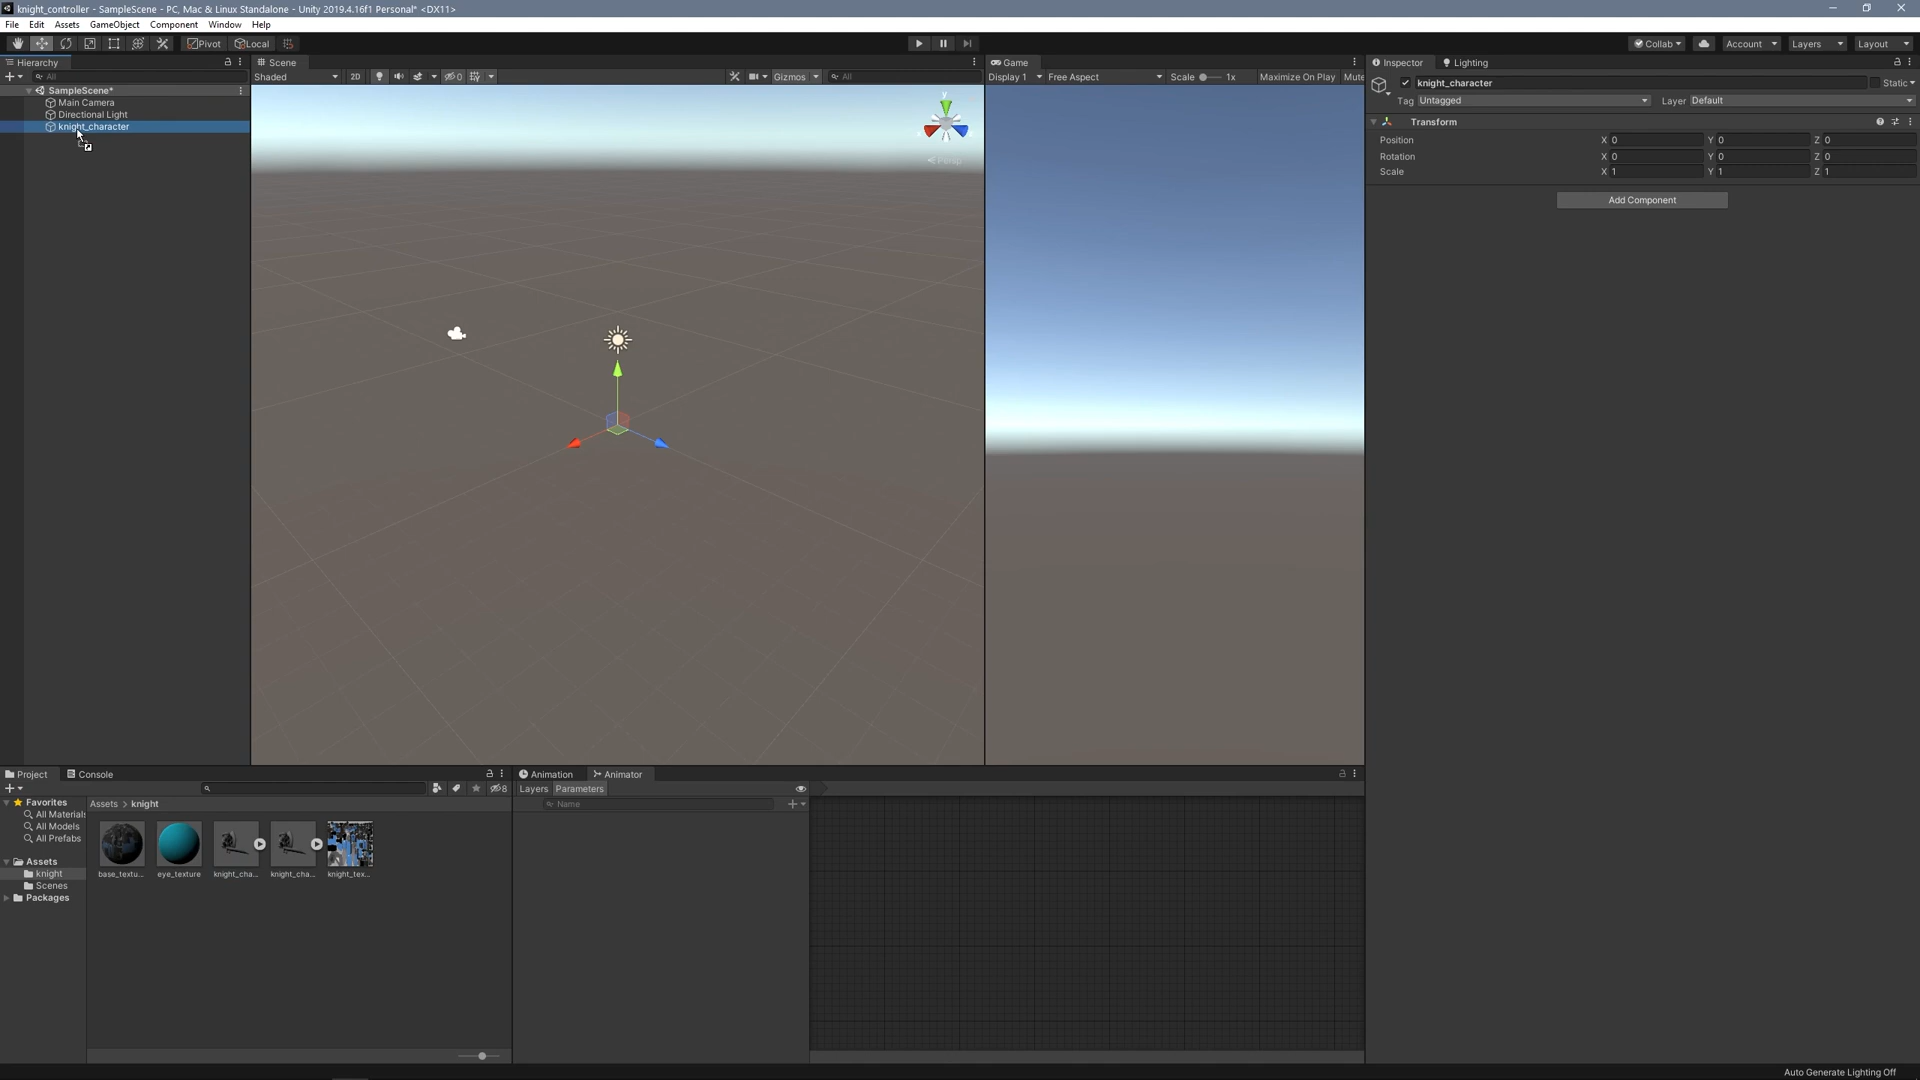 knight_controller - SampleScene - PC, Mac & Linux Standalone - Unity 2019.4.16f1 Personal* <DX11>
File Edit Assets GameObject Component Window Help
Pivot Local Collab Account Layers Layout
Hierarchy
All
SampleScene*
Main Camera
Directional Light
knight_character
Scene
Shaded 2D 0 Gizmos All
y
Persp
Game
Display 1 Free Aspect Scale 1x Maximize On Play Mute
Inspector Lighting
knight_character Static
Tag Untagged Layer Default
Transform
Position X 0 Y 0 Z 0
Rotation X 0 Y 0 Z 0
Scale X 1 Y 1 Z 1
Add Component
Project Console
8
Favorites
All Materials
All Models
All Prefabs
Assets
knight
Scenes
Packages
Assets > knight
base_textu... eye_texture knight_cha... knight_cha... knight_tex...
Animation Animator
Layers Parameters
Name
Auto Generate Lighting Off